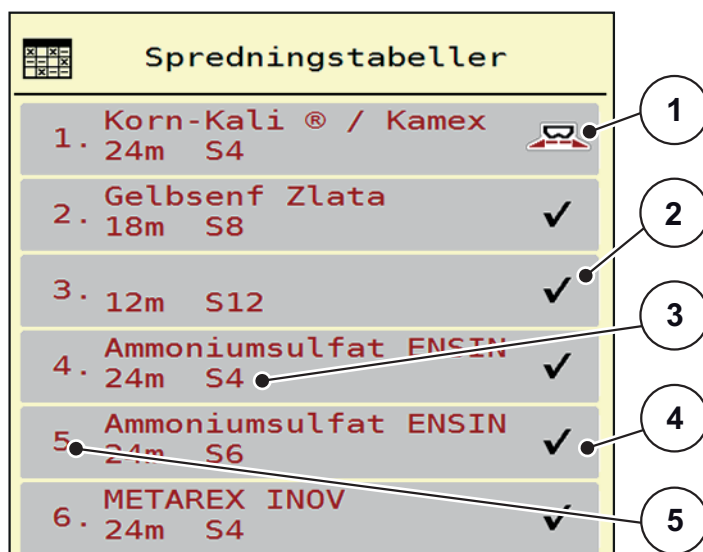 Spredningstabeller
1. Korn-Kali ® / Kamex
24m S4
2. Gelbsenf Zlata
18m S8
3.
12m S12
4. Ammoniumsulfat ENSIN
24m S4
5. Ammoniumsulfat ENSIN
24m S6
6. METAREX INOV
24m S4
1
2
3
4
5